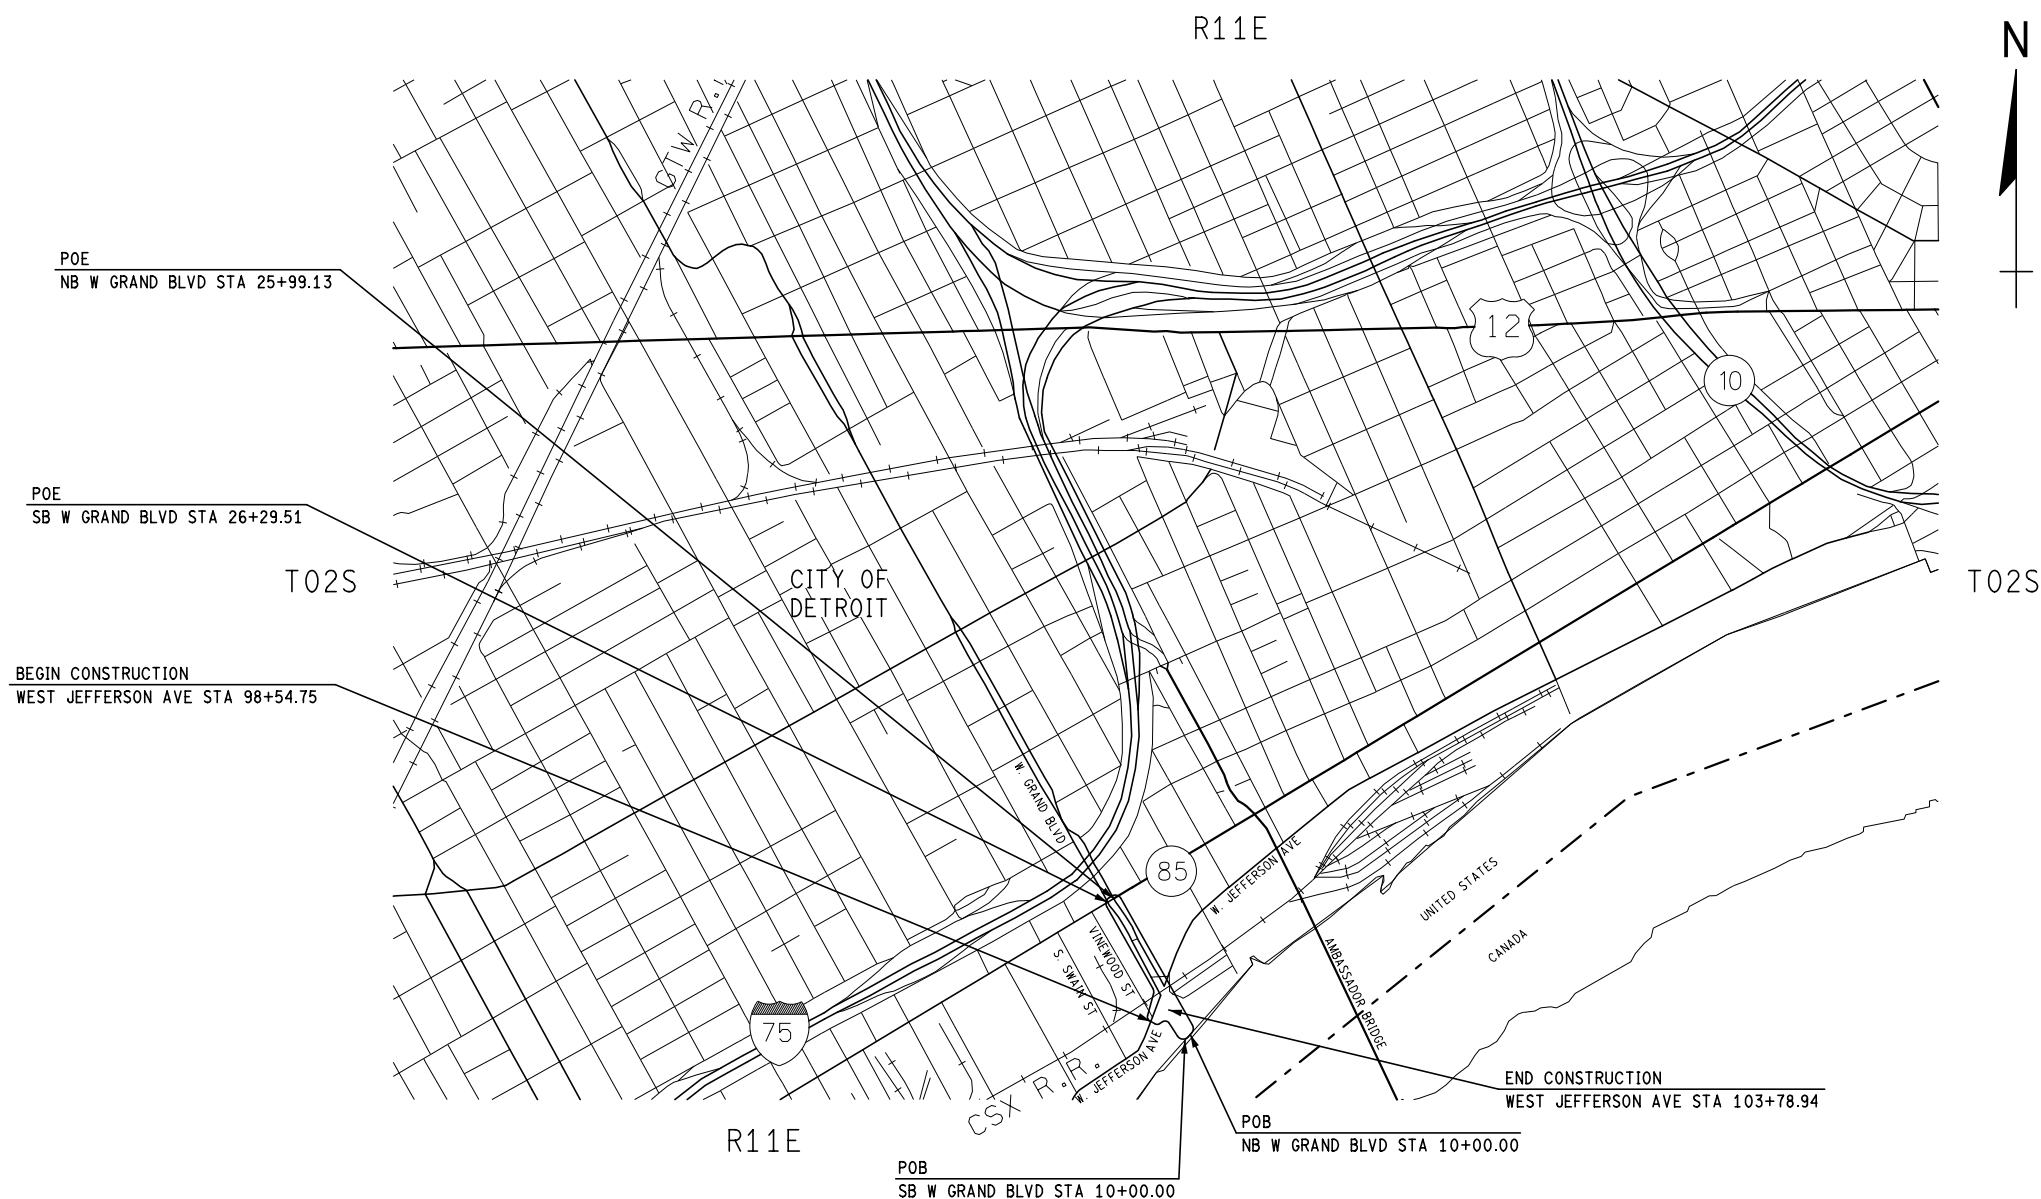 R11E
N
GTW R.
POE
NB W GRAND BLVD STA 25+99.13
12
10
POE
SB W GRAND BLVD STA 26+29.51
T02S
CITY OF
DETROIT
T02S
BEGIN CONSTRUCTION
WEST JEFFERSON AVE STA 98+54.75
W. GRAND BLVD
85
W. JEFFERSON AVE
UNITED STATES
CANADA
VINEWOOD ST
S. SWAIN ST
AMBASSADOR BRIDGE
75
W. JEFFERSON AVE
CSX R.R.
END CONSTRUCTION
WEST JEFFERSON AVE STA 103+78.94
POB
NB W GRAND BLVD STA 10+00.00
R11E
POB
SB W GRAND BLVD STA 10+00.00